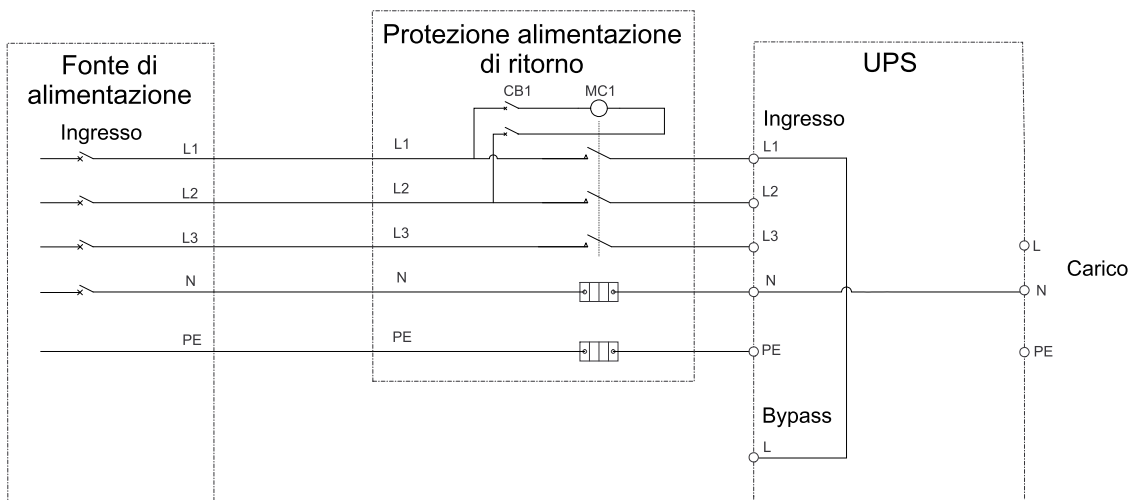 Fonte di
alimentazione
Ingresso
L1
L2
L3
N
PE
Protezione alimentazione
di ritorno
CB1 MC1
L1
L2
L3
N
PE
UPS
Ingresso
L1
L2
L3
N
PE
Bypass
L
L
N
PE
Carico